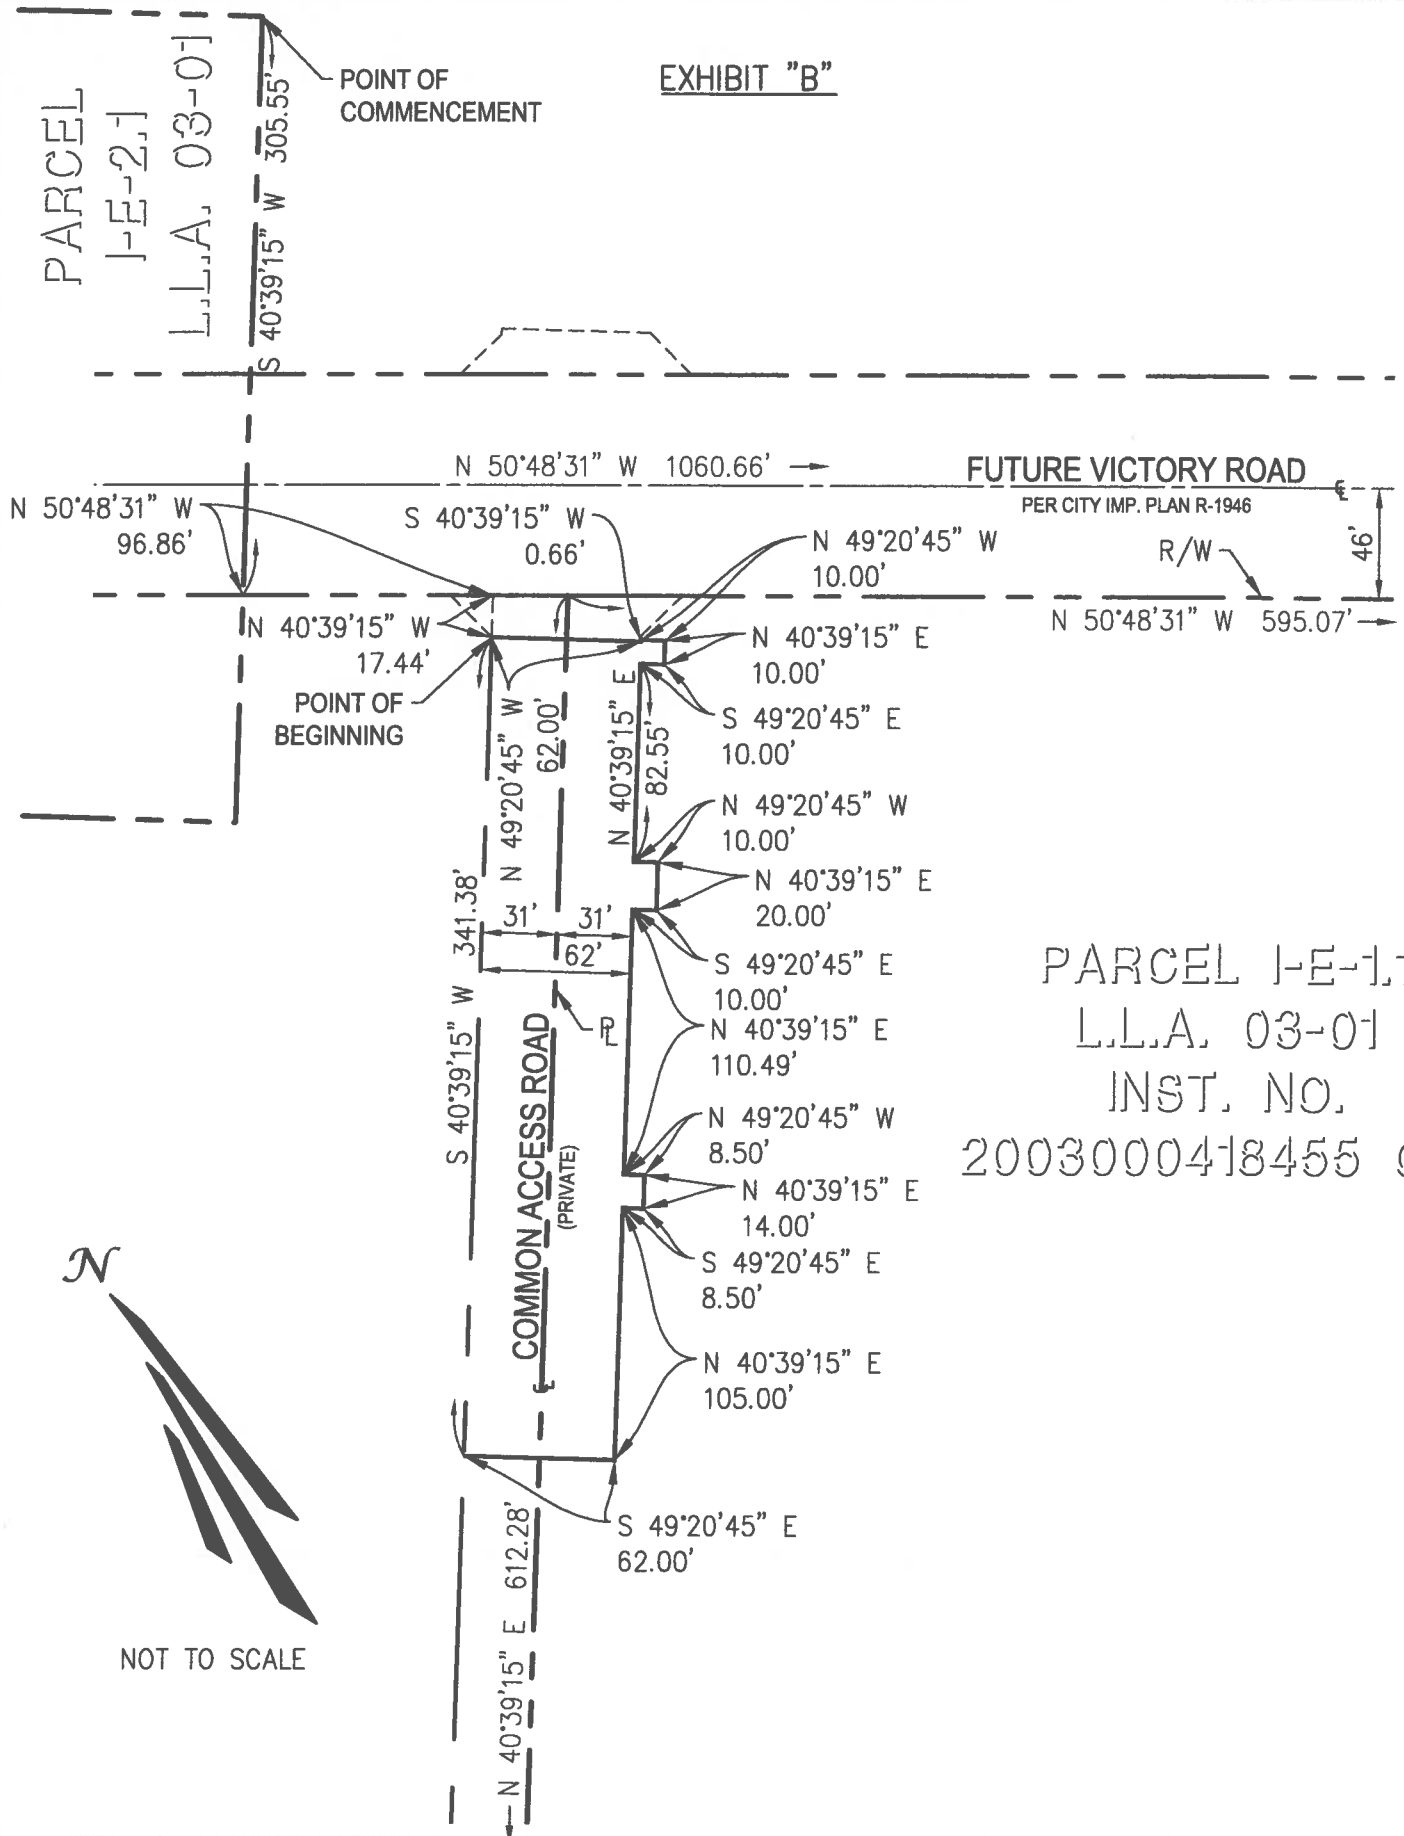 EXHIBIT "B"
POINT OF
COMMENCEMENT
PARCEL
1-E-2.1
L.L.A. 03-01
S 40°39'15" W 305.55'
N 50°48'31" W 1060.66'
FUTURE VICTORY ROAD
PER CITY IMP. PLAN R-1946
46'
R/W
N 50°48'31" W 595.07'
N 50°48'31" W
96.86'
S 40°39'15" W
0.66'
N 49°20'45" W
10.00'
N 40°39'15" W
17.44'
POINT OF
BEGINNING
N 40°39'15" E
10.00'
S 49°20'45" E
10.00'
N 49°20'45" W
62.00'
N 40°39'15" E
82.55'
N 49°20'45" W
10.00'
N 40°39'15" E
20.00'
31'
31'
62'
S 49°20'45" E
10.00'
S 40°39'15" W 341.38'
PL
N 40°39'15" E
110.49'
COMMON ACCESS ROAD
(PRIVATE)
N 49°20'45" W
8.50'
N 40°39'15" E
14.00'
S 49°20'45" E
8.50'
N 40°39'15" E
105.00'
PARCEL 1-E-1.
L.L.A. 03-01
INST. NO.
2003000418455
N
S 49°20'45" E
62.00'
N 40°39'15" E 612.28'
NOT TO SCALE